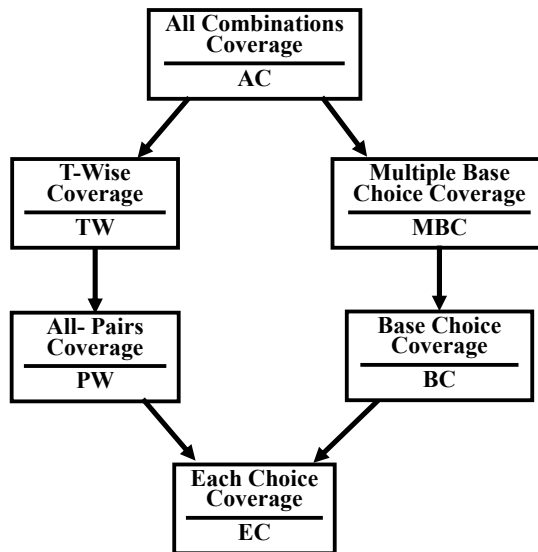 All Combinations
Coverage
AC
T-Wise
Coverage
TW
Multiple Base
Choice Coverage
MBC
All- Pairs
Coverage
PW
Base Choice
Coverage
BC
Each Choice
Coverage
EC